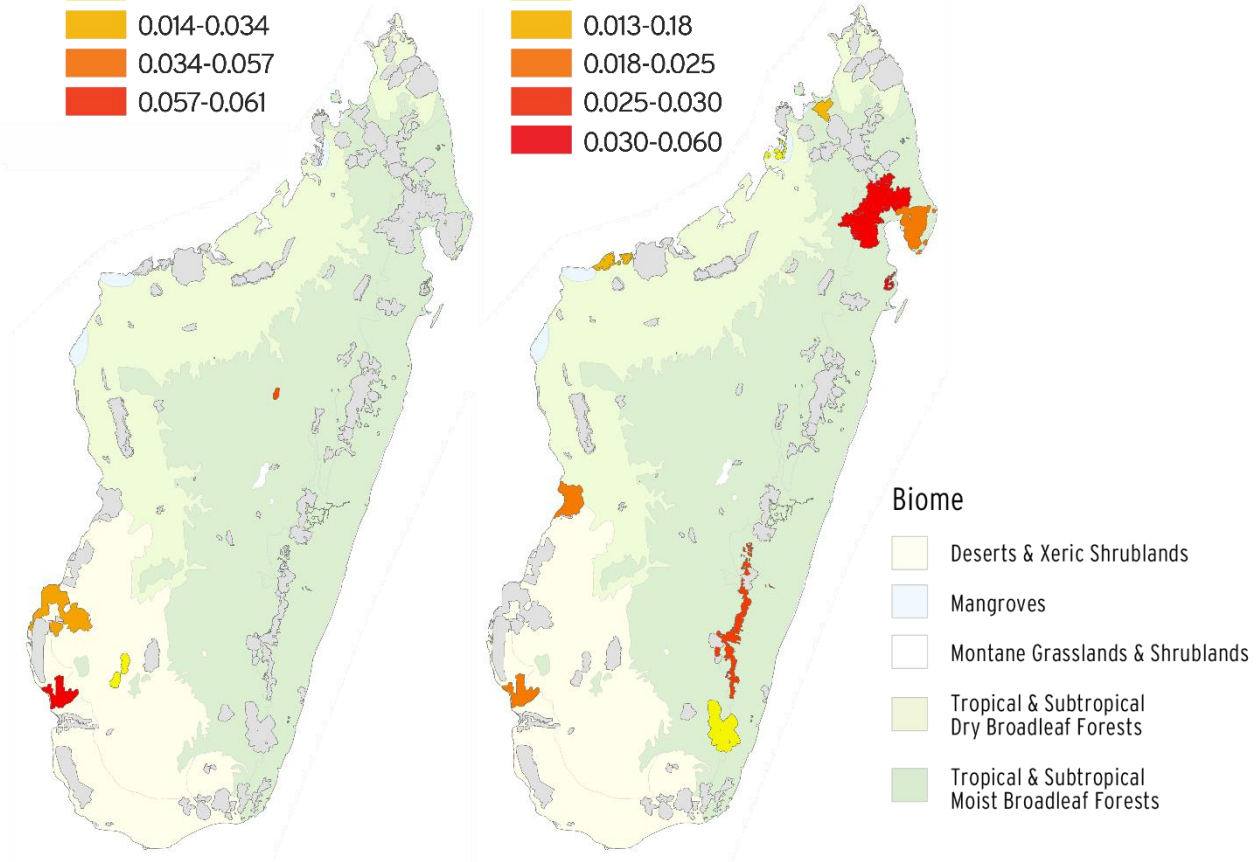 0.014-0.034
0.034-0.057
0.057-0.061
0.013-0.18
0.018-0.025
0.025-0.030
0.030-0.060
Biome
Deserts & Xeric Shrublands
Mangroves
Montane Grasslands & Shrublands
Tropical & Subtropical
Dry Broadleaf Forests
Tropical & Subtropical
Moist Broadleaf Forests